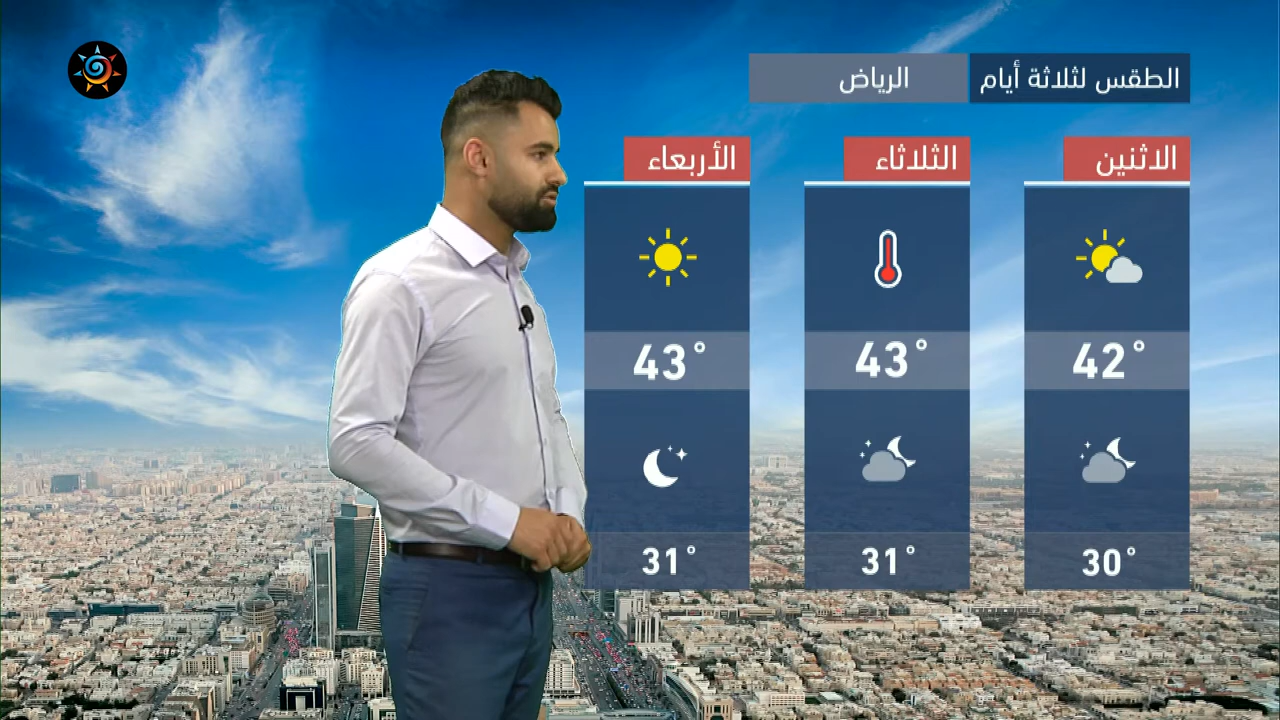 الطقس لثلاثة أيام
الرياض
الاثنين
الثلاثاء
الأربعاء
42°
43°
43°
30°
31°
31°